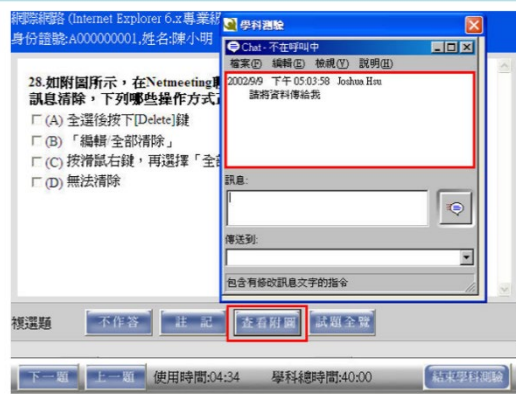 網際網路 (Internet Explorer 6.x專業級
身份證號:A000000001,姓名:陳小明
28.如附圖所示，在Netmeeting
訊息清除，下列哪些操作方式
(A) 全選後按下[Delete]鍵
(B) 「編輯/全部清除」
(C) 按滑鼠右鍵，再選擇「全
(D) 無法清除
學科測驗
Chat - 不在呼叫中
檔案(F) 編輯(E) 檢視(V) 說明(H)
2002/9/9 下午 05:03:58 Joshua Hsu
請將資料傳給我
訊息:
傳送到:
包含有修改訊息文字的指令
複選題 不作答 註 記 查看附圖 試題全覽
下一題 上一題 使用時間:04:34 學科總時間:40:00 結束學科測驗